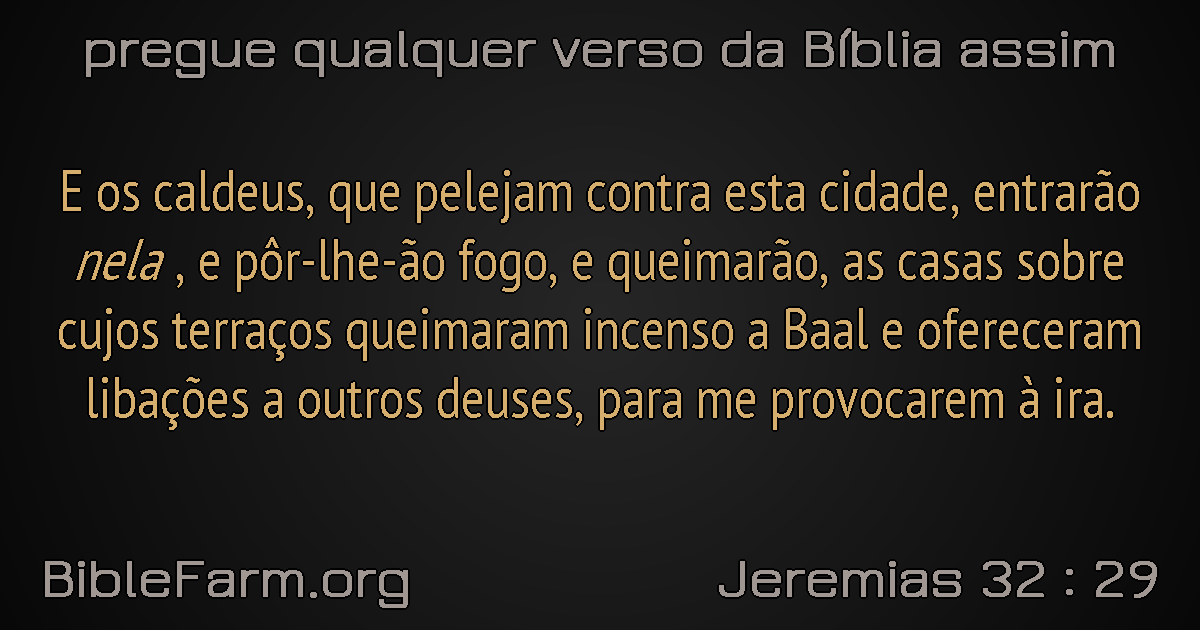 pregue qualquer verso da Bíblia assim
E os caldeus, que pelejam contra esta cidade, entrarão
nela , e pôr-lhe-ão fogo, e queimarão, as casas sobre
cujos terraços queimaram incenso a Baal e ofereceram
libações a outros deuses, para me provocarem à ira.
BibleFarm.org
Jeremias 32 : 29